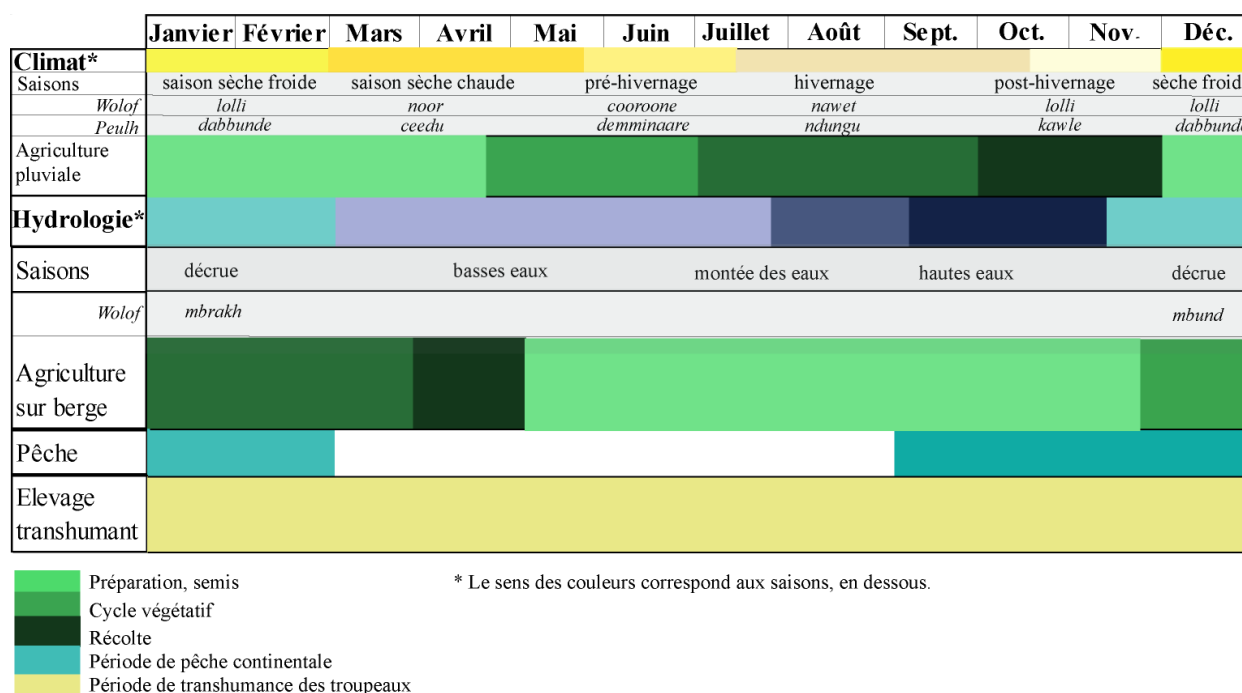 Janvier Février Mars Avril Mai Juin Juillet Août Sept. Oct. Nov. Déc.
Climat*
Saisons saison sèche froide saison sèche chaude pré-hivernage hivernage post-hivernage sèche froid
Wolof lolli noor cooroone nawet lolli lolli
Peulh dabbunde ceedu demminaare ndungu kawle dabbunde
Agriculture
pluviale
Hydrologie*
Saisons décrue basses eaux montée des eaux hautes eaux décrue
Wolof mbrakh mbund
Agriculture
sur berge
Pêche
Elevage
transhumant
Préparation, semis * Le sens des couleurs correspond aux saisons, en dessous.
Cycle végétatif
Récolte
Période de pêche continentale
Période de transhumance des troupeaux